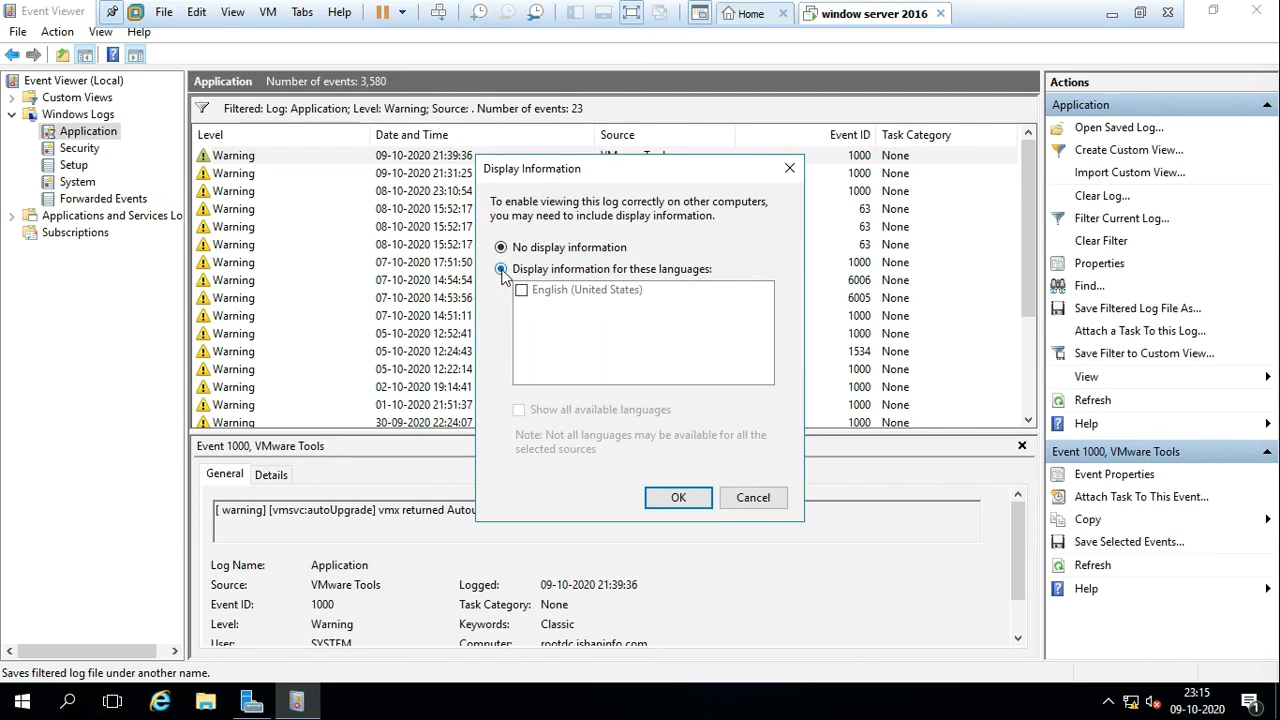 Event Viewer
File Edit View VM Tabs Help
Home
window server 2016
File Action View Help
Event Viewer (Local)
Custom Views
Windows Logs
Application
Security
Setup
System
Forwarded Events
Applications and Services Lo
Subscriptions
Application Number of events: 3,580
Filtered: Log: Application; Level: Warning; Source: . Number of events: 23
Level Date and Time Source Event ID Task Category
Warning 09-10-2020 21:39:36 1000 None
Warning 09-10-2020 21:31:25 1000 None
Warning 08-10-2020 23:10:54 1000 None
Warning 08-10-2020 15:52:17 63 None
Warning 08-10-2020 15:52:17 63 None
Warning 08-10-2020 15:52:17 63 None
Warning 07-10-2020 17:51:50 1000 None
Warning 07-10-2020 14:54:54 6006 None
Warning 07-10-2020 14:53:56 6005 None
Warning 07-10-2020 14:51:11 1000 None
Warning 05-10-2020 12:52:41 1000 None
Warning 05-10-2020 12:24:43 1534 None
Warning 05-10-2020 12:22:14 1000 None
Warning 02-10-2020 19:14:41 1000 None
Warning 01-10-2020 21:51:37 1000 None
Warning 30-09-2020 22:24:07 1000 None
Display Information
To enable viewing this log correctly on other computers,
you may need to include display information.
No display information
Display information for these languages:
English (United States)
Show all available languages
Note: Not all languages may be available for all the
selected sources
OK Cancel
Event 1000, VMware Tools
General Details
[ warning] [vmsvc:autoUpgrade] vmx returned
Log Name: Application
Source: VMware Tools Logged: 09-10-2020 21:39:36
Event ID: 1000 Task Category: None
Level: Warning Keywords: Classic
User: SYSTEM Computer: rootdc.ishaninfo.com
Actions
Application
Open Saved Log...
Create Custom View...
Import Custom View...
Clear Log...
Filter Current Log...
Clear Filter
Properties
Find...
Save Filtered Log File As...
Attach a Task To this Log...
Save Filter to Custom View...
View
Refresh
Help
Event 1000, VMware Tools
Event Properties
Attach Task To This Event...
Copy
Save Selected Events...
Refresh
Help
Saves filtered log file under another name.
23:15
09-10-2020
1